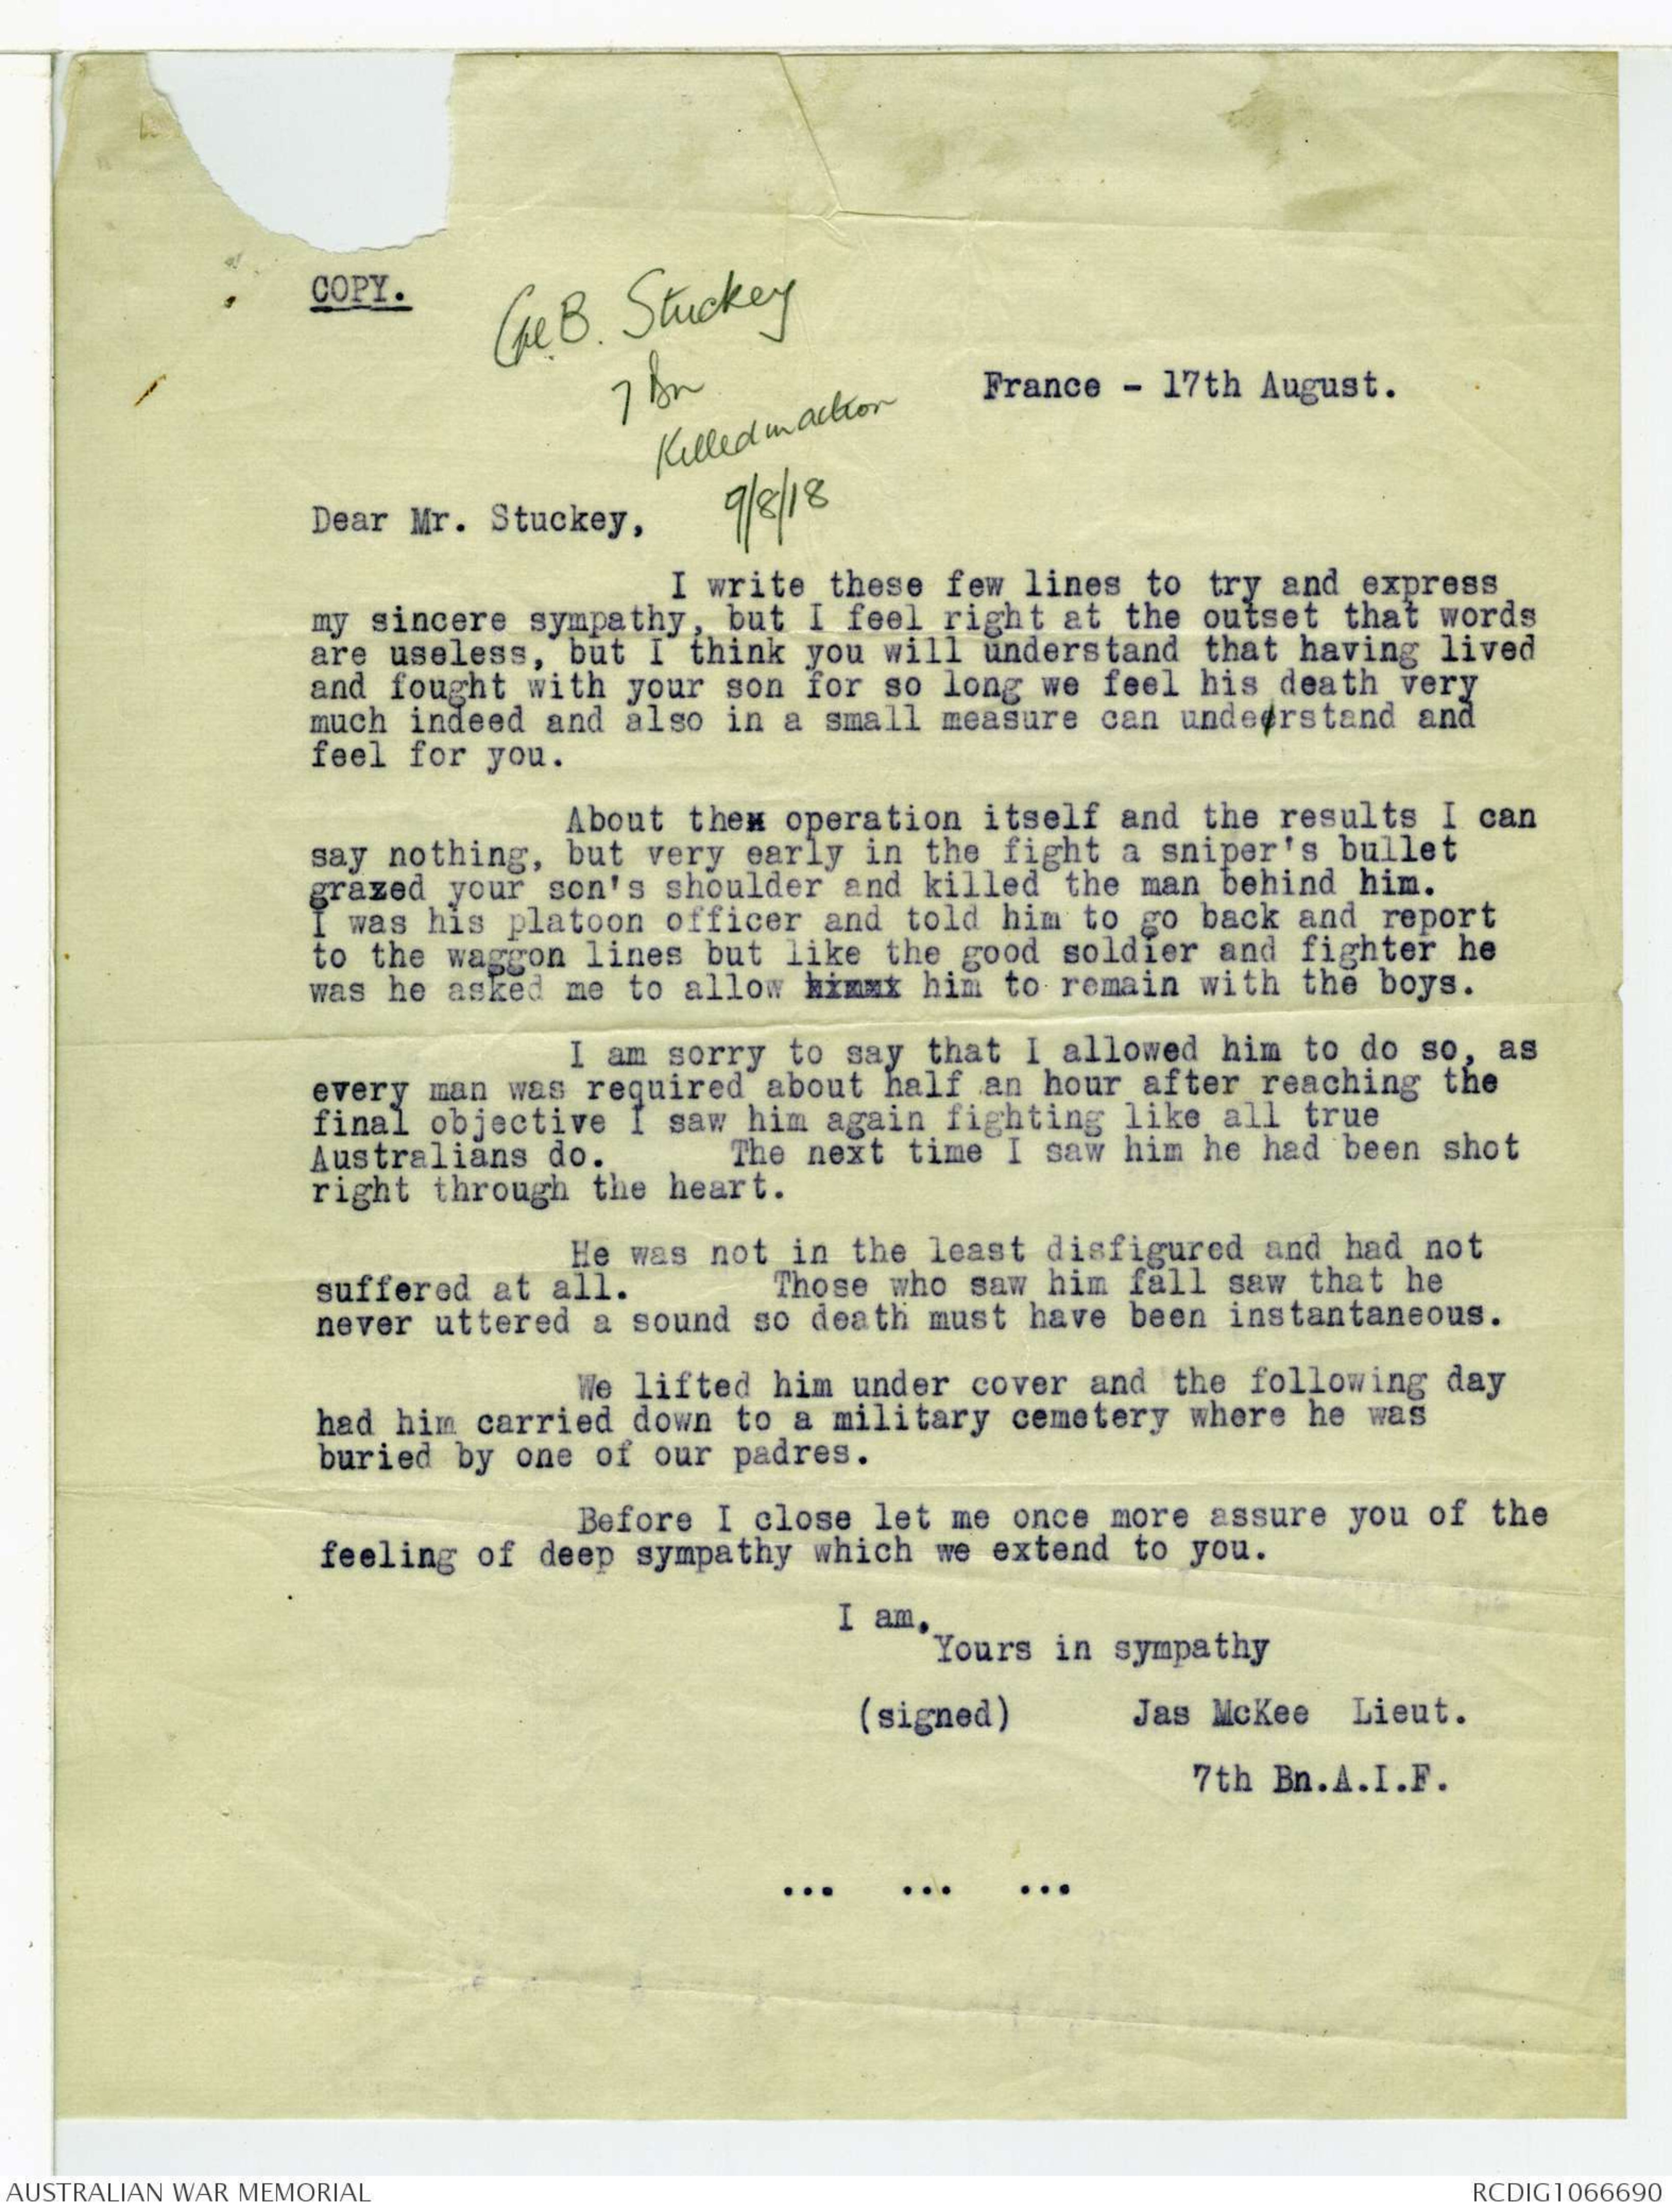 COPY.
Cpl. B. Stuckey
7 Bn
Killed in action
9/8/18
France - 17th August.
Dear Mr. Stuckey,
I write these few lines to try and express
my sincere sympathy, but I feel right at the outset that words
are useless, but I think you will understand that having lived
and fought with your son for so long we feel his death very
much indeed and also in a small measure can understand and
feel for you.
About the operation itself and the results I can
say nothing, but very early in the fight a sniper's bullet
grazed your son's shoulder and killed the man behind him.
I was his platoon officer and told him to go back and report
to the waggon lines but like the good soldier and fighter he
was he asked me to allow him to remain with the boys.
I am sorry to say that I allowed him to do so, as
every man was required about half an hour after reaching the
final objective I saw him again fighting like all true
Australians do. The next time I saw him he had been shot
right through the heart.
He was not in the least disfigured and had not
suffered at all. Those who saw him fall saw that he
never uttered a sound so death must have been instantaneous.
We lifted him under cover and the following day
had him carried down to a military cemetery where he was
buried by one of our padres.
Before I close let me once more assure you of the
feeling of deep sympathy which we extend to you.
I am,
Yours in sympathy
(signed) Jas McKee Lieut.
7th Bn.A.I.F.
... ... ...
AUSTRALIAN WAR MEMORIAL
RCDIG1066690